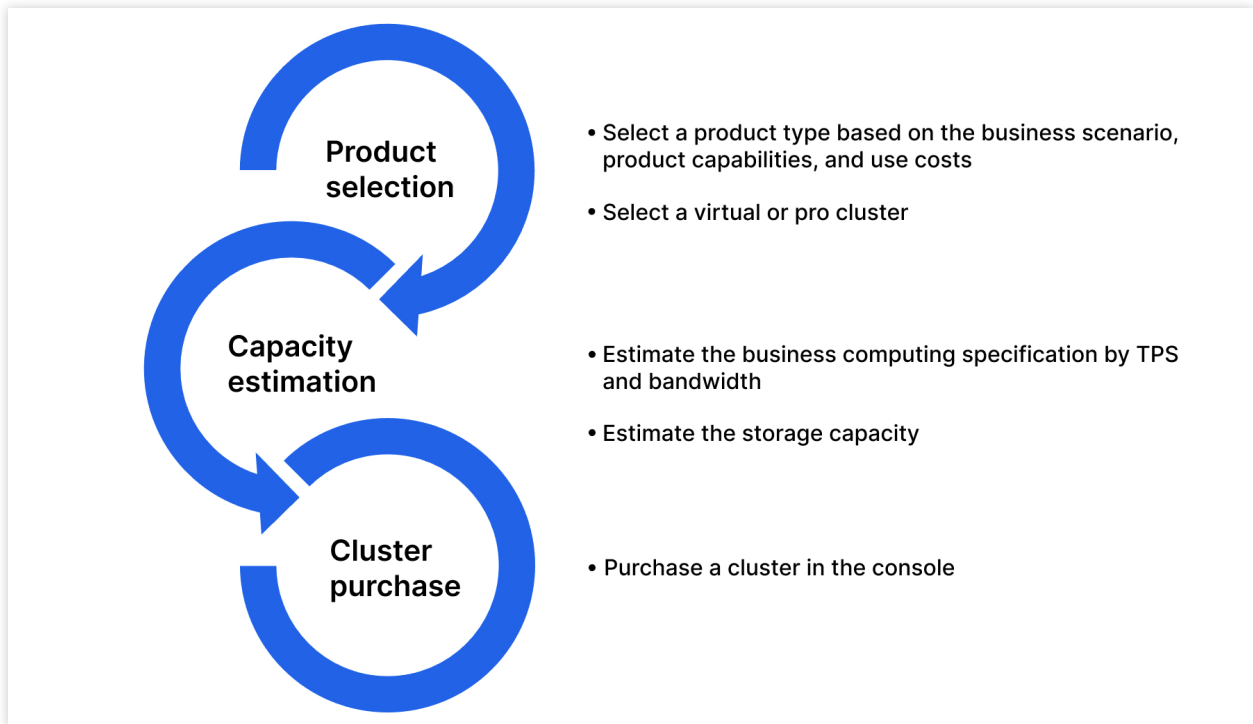 Product
selection
• Select a product type based on the business scenario,
product capabilities, and use costs
• Select a virtual or pro cluster
Capacity
estimation
• Estimate the business computing specification by TPS
and bandwidth
• Estimate the storage capacity
Cluster
purchase
• Purchase a cluster in the console